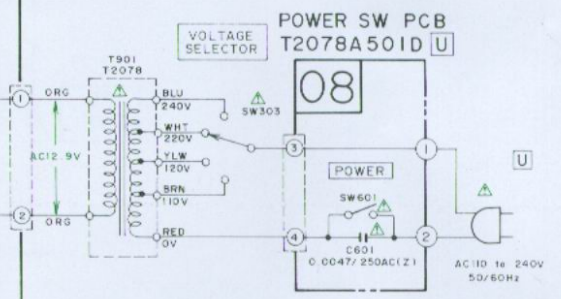 POWER SW PCB
T2078A501D U
VOLTAGE
SELECTOR
T901
T2078
08
ORG
BLU
240V
SW303
1
WHT
220V
3
1
U
AC12.9V
YLW
120V
POWER
BRN
110V
SW601
2
ORG
RED
0V
4
2
C601
0.0047/250AC(Z)
AC110 to 240V
50/60Hz